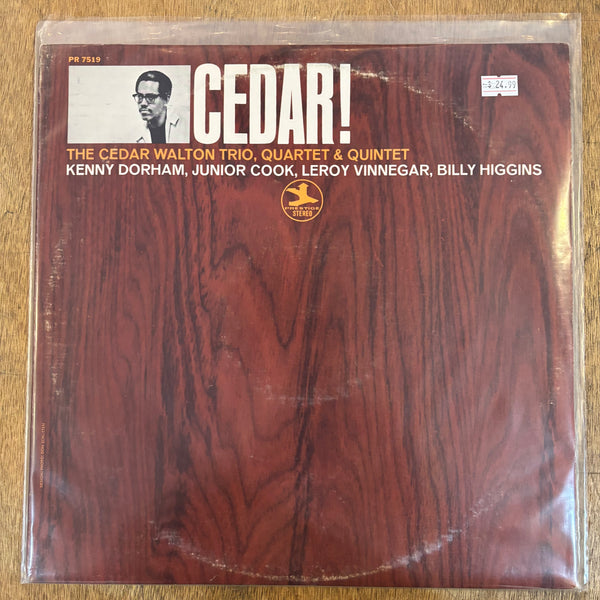 PR 7519
CEDAR!
$24.99
THE CEDAR WALTON TRIO, QUARTET & QUINTET
KENNY DORHAM, JUNIOR COOK, LEROY VINNEGAR, BILLY HIGGINS
PRESTIGE
STEREO